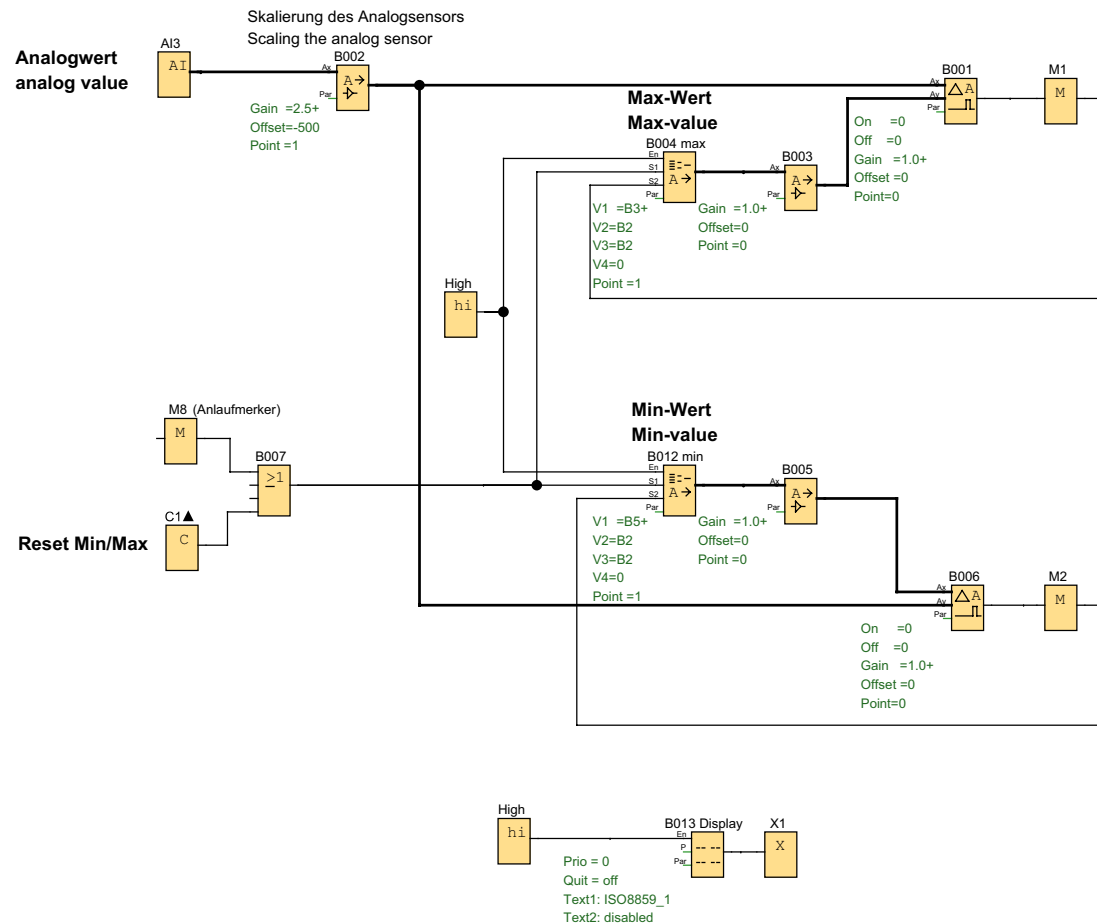 Skalierung des Analogsensors
Scaling the analog sensor
Analogwert
analog value
AI3
AI
B002
Ax
Par
A
Gain =2.5+
Offset=-500
Point =1
Max-Wert
Max-value
B004 max
En
S1
S2
Par
A
V1 =B3+
V2=B2
V3=B2
V4=0
Point =1
B003
Ax
Par
A
Gain =1.0+
Offset=0
Point =0
B001
Ax
Ay
Par
A
On =0
Off =0
Gain =1.0+
Offset =0
Point=0
M1
M
High
hi
M8 (Anlaufmerker)
M
B007
≥1
C1▲
C
Reset Min/Max
Min-Wert
Min-value
B012 min
En
S1
S2
Par
A
V1 =B5+
V2=B2
V3=B2
V4=0
Point =1
B005
Ax
Par
A
Gain =1.0+
Offset=0
Point =0
B006
Ax
Ay
Par
A
On =0
Off =0
Gain =1.0+
Offset =0
Point=0
M2
M
High
hi
B013 Display
En
P
Par
X1
X
Prio = 0
Quit = off
Text1: ISO8859_1
Text2: disabled